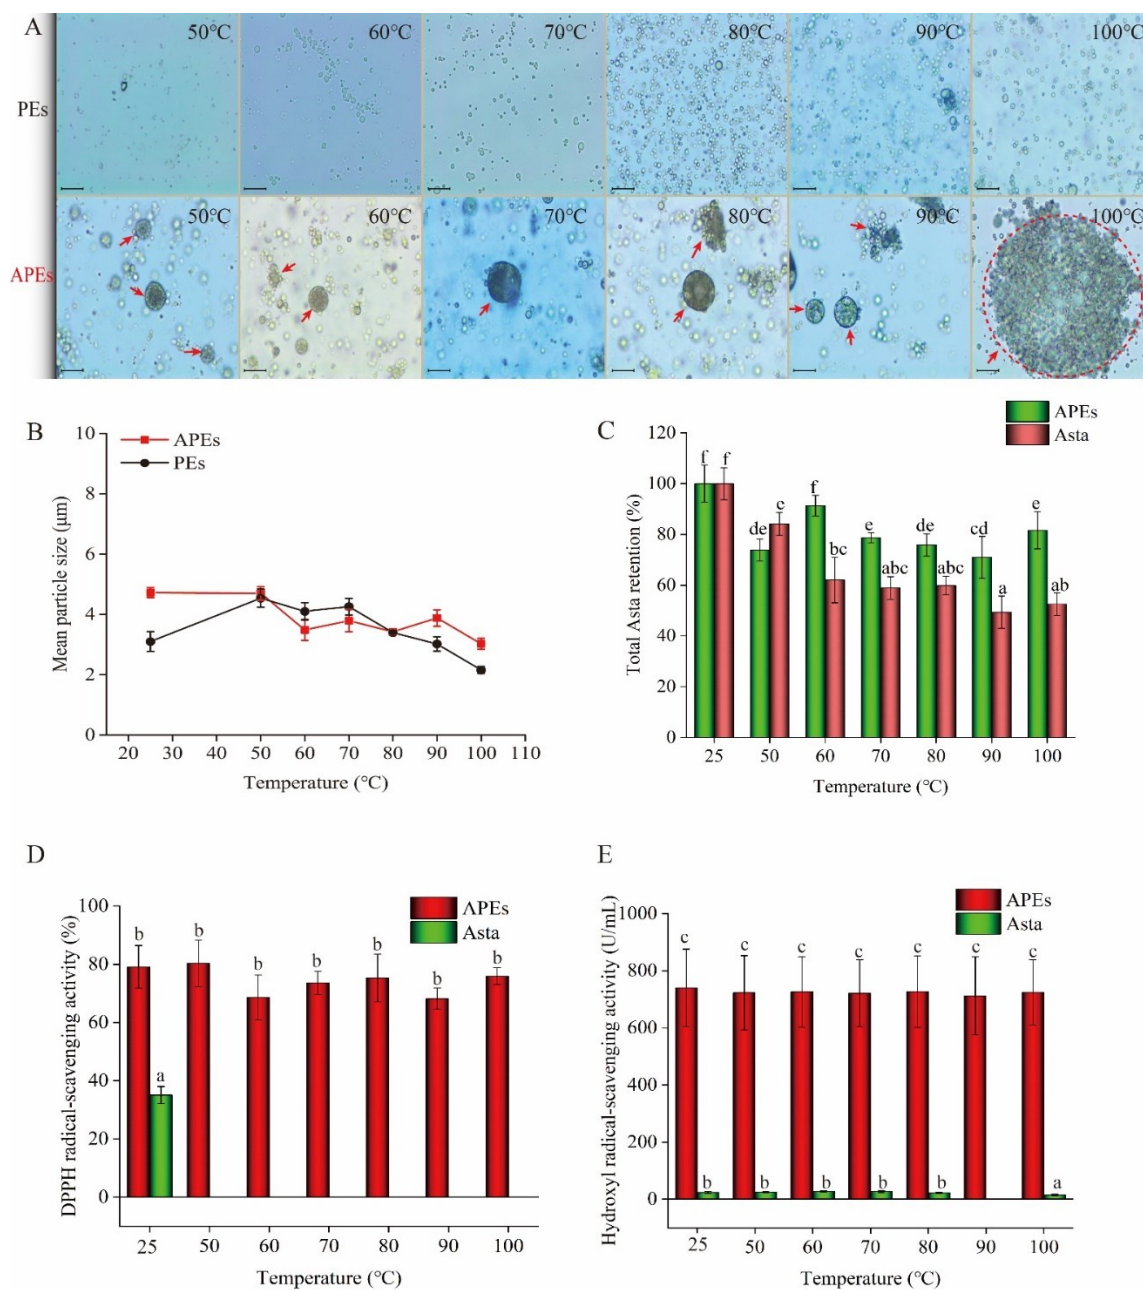 A
50°C 60°C 70°C 80°C 90°C 100°C
PEs
50°C 60°C 70°C 80°C 90°C 100°C
APEs
B
APEs
PEs
10
8
6
4
2
0
Mean particle size (μm)
20 30 40 50 60 70 80 90 100 110
Temperature (°C)
C
APEs
Asta
120
100
80
60
40
20
0
Total Asta retention (%)
f f de e f bc e abc de abc cd a e ab
25 50 60 70 80 90 100
Temperature (°C)
D
APEs
Asta
100
80
60
40
20
0
DPPH radical-scavenging activity (%)
b a b b b b b b
25 50 60 70 80 90 100
Temperature (°C)
E
APEs
Asta
1000
800
600
400
200
0
Hydroxyl radical-scavenging activity (U/mL)
c b c b c b c b c b c c a
25 50 60 70 80 90 100
Temperature (°C)